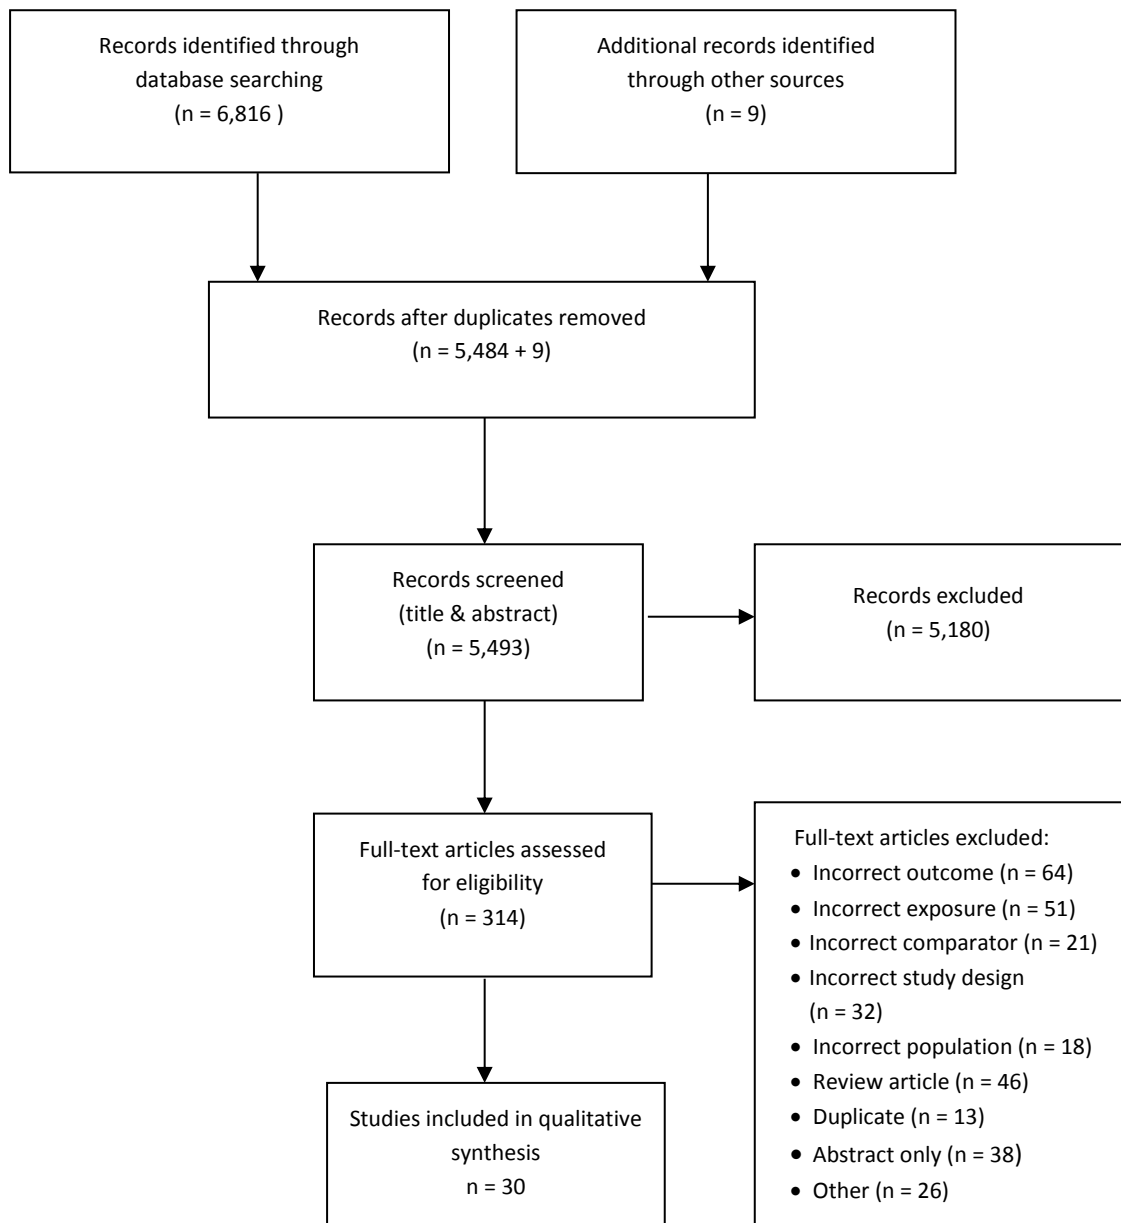 Records identified through
database searching
(n = 6,816 )
Additional records identified
through other sources
(n = 9)
Records after duplicates removed
(n = 5,484 + 9)
Records screened
(title & abstract)
(n = 5,493)
Records excluded
(n = 5,180)
Full-text articles assessed
for eligibility
(n = 314)
Full-text articles excluded:
• Incorrect outcome (n = 64)
• Incorrect exposure (n = 51)
• Incorrect comparator (n = 21)
• Incorrect study design
(n = 32)
• Incorrect population (n = 18)
• Review article (n = 46)
• Duplicate (n = 13)
• Abstract only (n = 38)
• Other (n = 26)
Studies included in qualitative
synthesis
n = 30